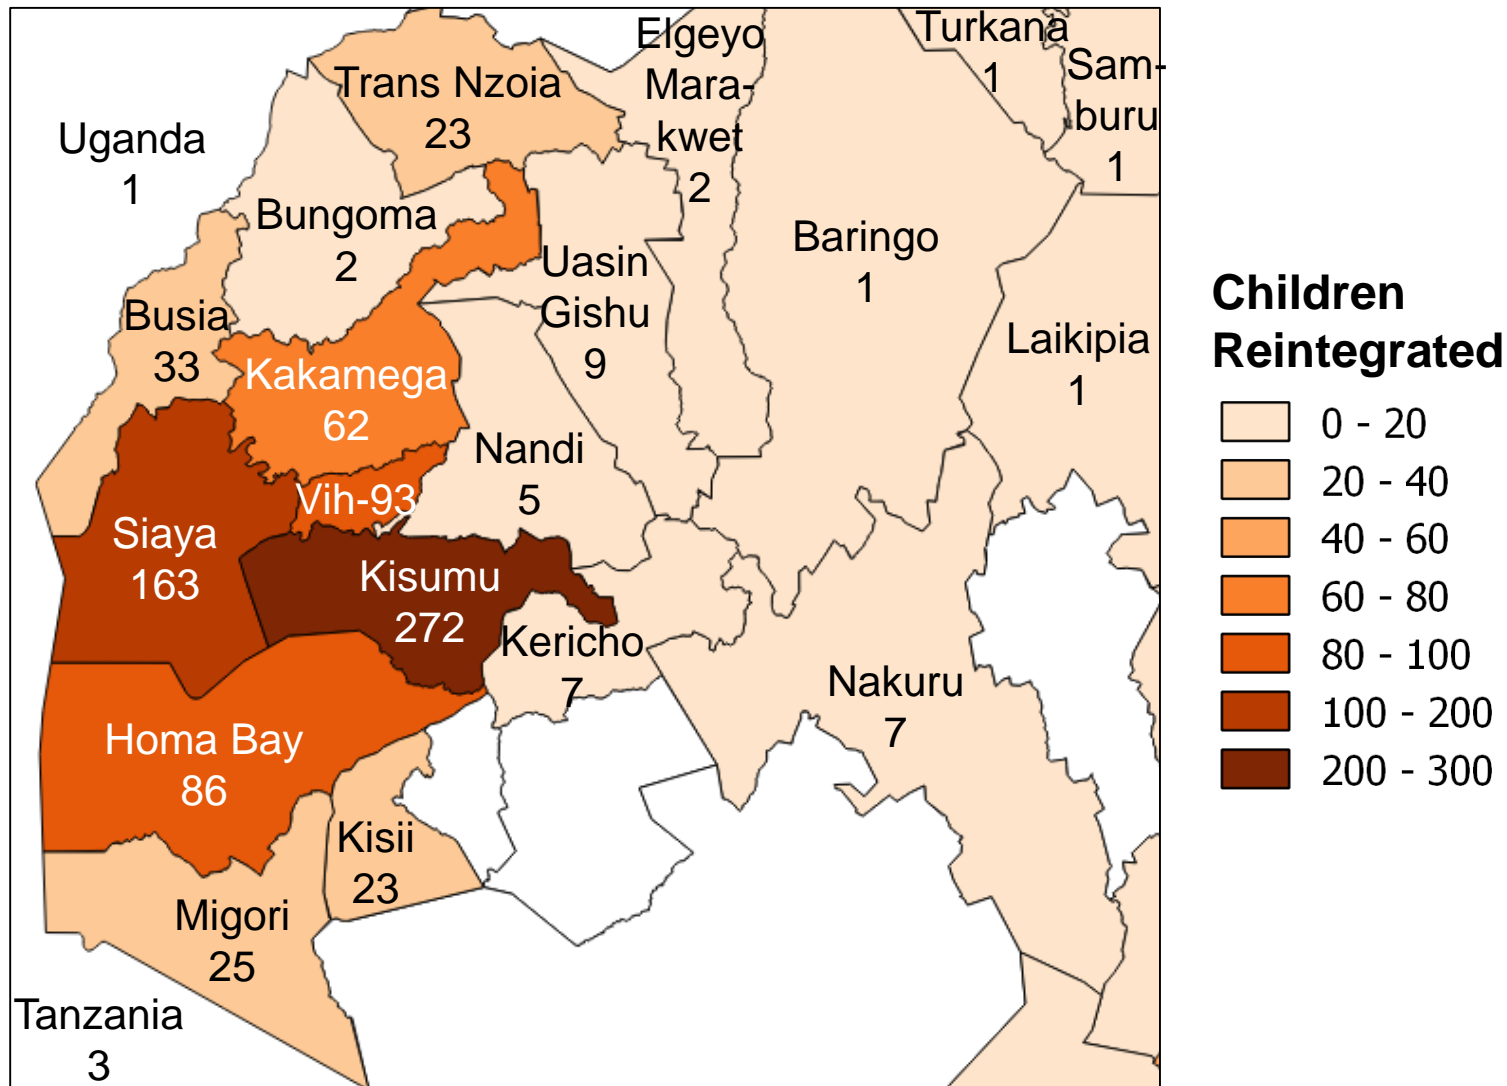 Turkana
1
Elgeyo
Mara-
kwet
2
Sam-
buru
1
Trans Nzoia
23
Uganda
1
Bungoma
2
Baringo
1
Uasin
Gishu
9
Busia
33
Laikipia
1
Kakamega
62
Nandi
5
Vih-93
Siaya
163
Kisumu
272
Kericho
7
Nakuru
7
Homa Bay
86
Kisii
23
Migori
25
Tanzania
3
Children
Reintegrated
0 - 20
20 - 40
40 - 60
60 - 80
80 - 100
100 - 200
200 - 300